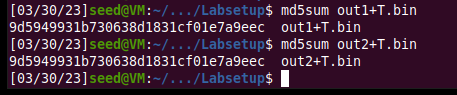 [03/30/23]seed@VM:~/.../Labsetup$ md5sum out1+T.bin
9d5949931b730638d1831cf01e7a9eec  out1+T.bin
[03/30/23]seed@VM:~/.../Labsetup$ md5sum out2+T.bin
9d5949931b730638d1831cf01e7a9eec  out2+T.bin
[03/30/23]seed@VM:~/.../Labsetup$